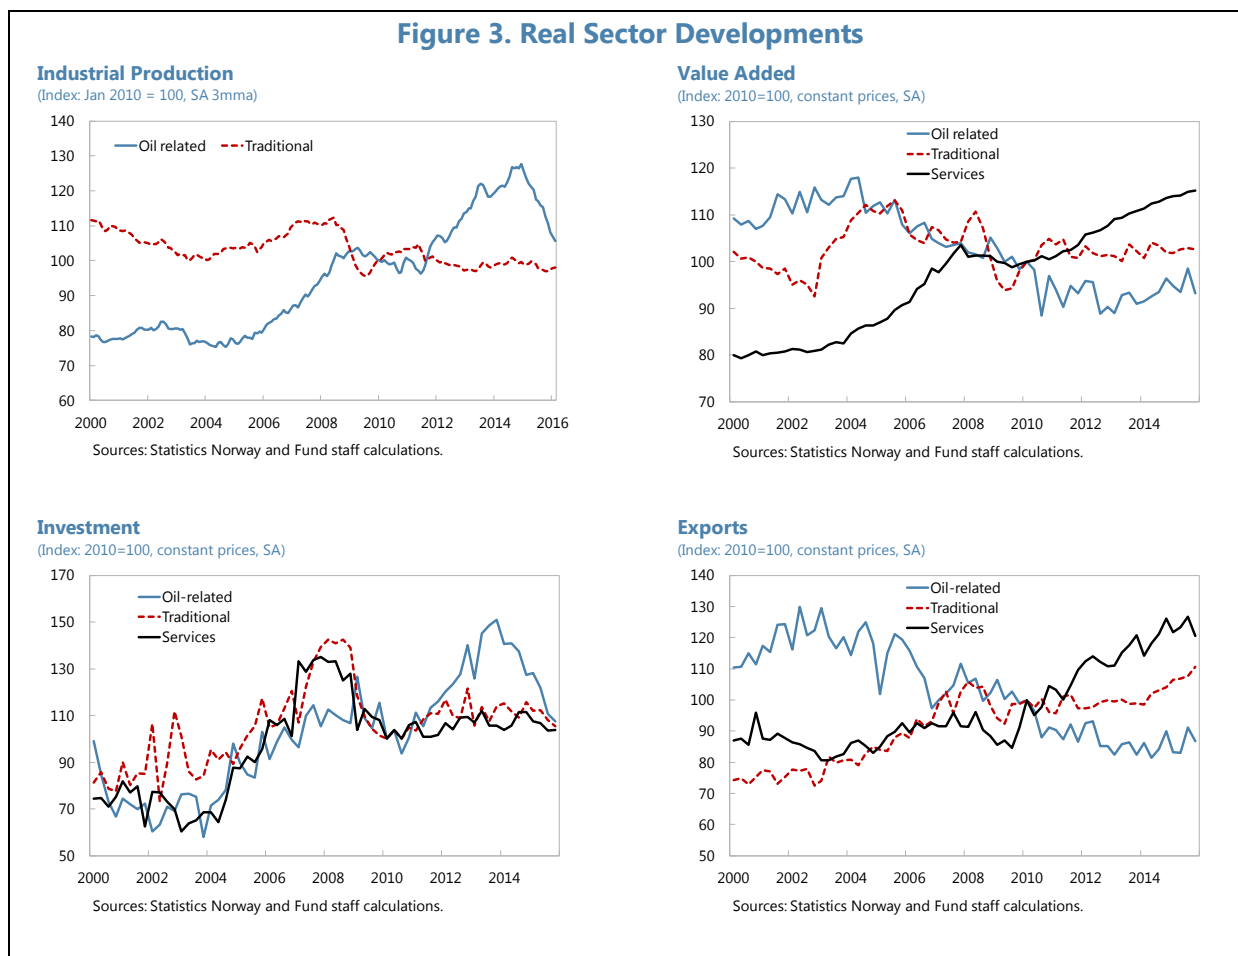 Figure 3. Real Sector Developments
Industrial Production
(Index: Jan 2010 = 100, SA 3mma)
140
130
120
110
100
90
80
70
60
Oil related
Traditional
2000 2002 2004 2006 2008 2010 2012 2014 2016
Sources: Statistics Norway and Fund staff calculations.
Value Added
(Index: 2010=100, constant prices, SA)
130
120
110
100
90
80
70
Oil related
Traditional
Services
2000 2002 2004 2006 2008 2010 2012 2014
Sources: Statistics Norway and Fund staff calculations.
Investment
(Index: 2010=100, constant prices, SA)
170
150
130
110
90
70
50
Oil-related
Traditional
Services
2000 2002 2004 2006 2008 2010 2012 2014
Sources: Statistics Norway and Fund staff calculations.
Exports
(Index: 2010=100, constant prices, SA)
140
130
120
110
100
90
80
70
60
50
Oil-related
Traditional
Services
2000 2002 2004 2006 2008 2010 2012 2014
Sources: Statistics Norway and Fund staff calculations.